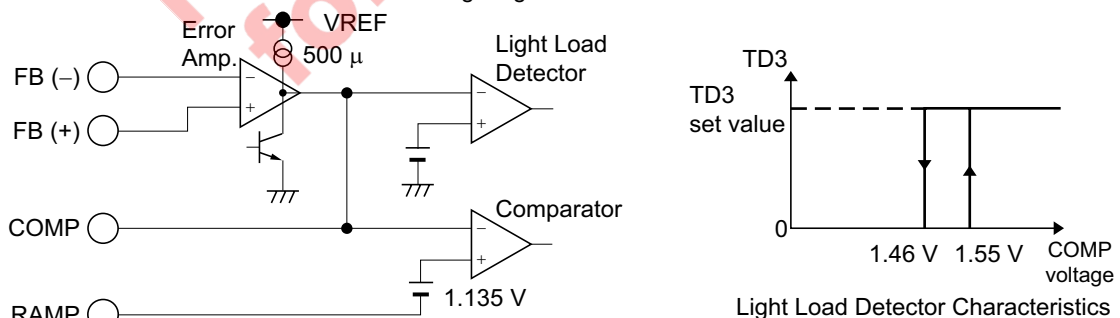 Error
Amp.
VREF
500 μ
FB (−)
FB (+)
−
+
Light Load
Detector
−
+
COMP
Comparator
−
+
1.135 V
RAMP
TD3
TD3
set value
0
1.46 V 1.55 V
COMP
voltage
Light Load Detector Characteristics